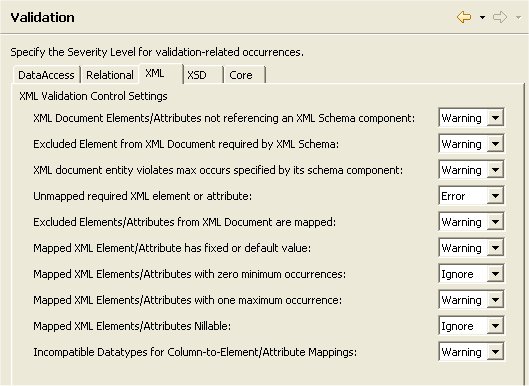 Validation
Specify the Severity Level for validation-related occurrences.
DataAccess Relational XML XSD Core
XML Validation Control Settings
XML Document Elements/Attributes not referencing an XML Schema component: Warning
Excluded Element from XML Document required by XML Schema: Warning
XML document entity violates max occurs specified by its schema component: Warning
Unmapped required XML element or attribute: Error
Excluded Elements/Attributes from XML Document are mapped: Warning
Mapped XML Element/Attribute has fixed or default value: Warning
Mapped XML Elements/Attributes with zero minimum occurrences: Ignore
Mapped XML Elements/Attributes with one maximum occurrence: Warning
Mapped XML Elements/Attributes Nillable: Ignore
Incompatible Datatypes for Column-to-Element/Attribute Mappings: Warning